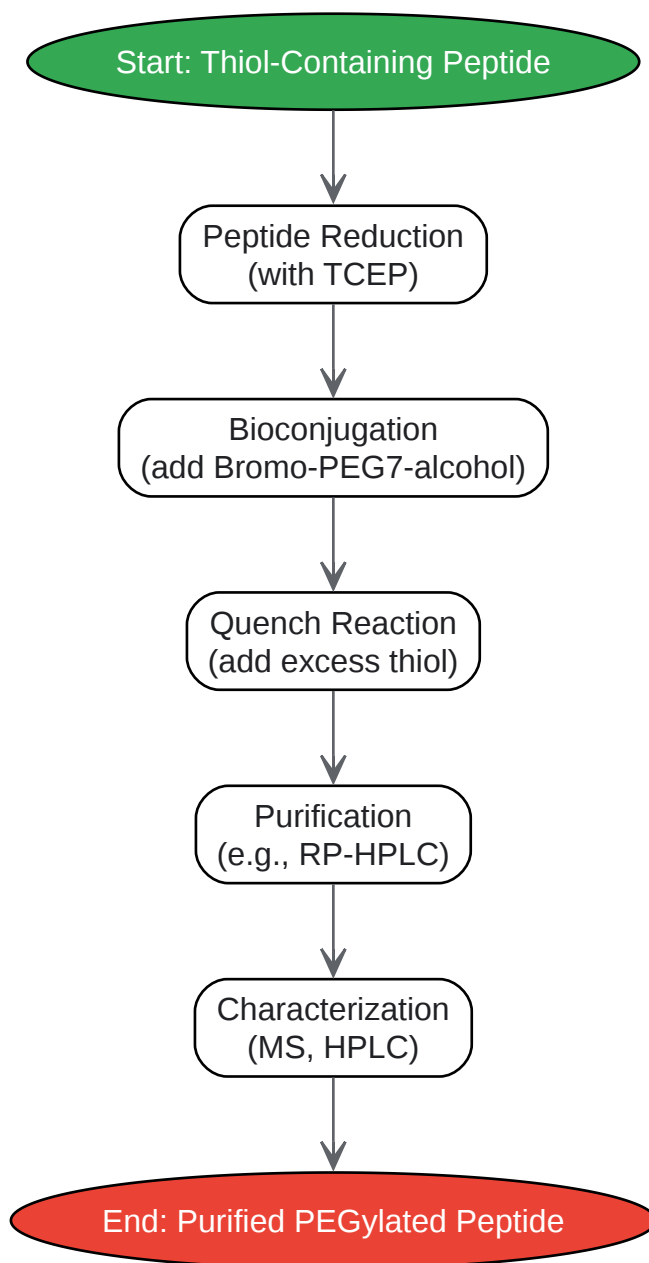 Start: Thiol-Containing Peptide
Peptide Reduction
(with TCEP)
Bioconjugation
(add Bromo-PEG7-alcohol)
Quench Reaction
(add excess thiol)
Purification
(e.g., RP-HPLC)
Characterization
(MS, HPLC)
End: Purified PEGylated Peptide